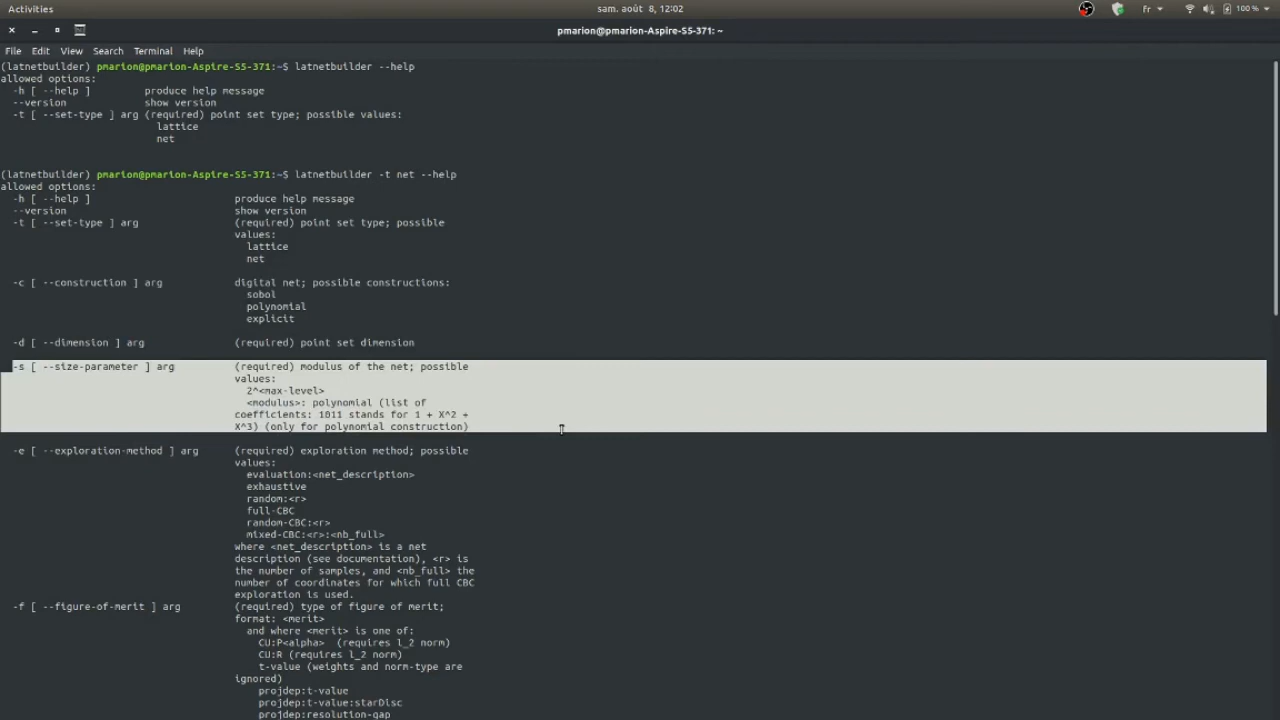 Activities
sam. août 8, 12:02
Fr
100 %
pmarion@pmarion-Aspire-S5-371: ~
File Edit View Search Terminal Help
(latnetbuilder) pmarion@pmarion-Aspire-S5-371:~$ latnetbuilder --help
allowed options:
-h [ --help ] produce help message
--version show version
-t [ --set-type ] arg (required) point set type; possible values:
lattice
net
(latnetbuilder) pmarion@pmarion-Aspire-S5-371:~$ latnetbuilder -t net --help
allowed options:
-h [ --help ] produce help message
--version show version
-t [ --set-type ] arg (required) point set type; possible
values:
lattice
net
-c [ --construction ] arg digital net; possible constructions:
sobol
polynomial
explicit
-d [ --dimension ] arg (required) point set dimension
-s [ --size-parameter ] arg (required) modulus of the net; possible
values:
2^<max-level>
<modulus>: polynomial (list of
coefficients: 1011 stands for 1 + X^2 +
X^3) (only for polynomial construction)
-e [ --exploration-method ] arg (required) exploration method; possible
values:
evaluation:<net_description>
exhaustive
random:<r>
full-CBC
random-CBC:<r>
mixed-CBC:<r>:<nb_full>
where <net_description> is a net
description (see documentation), <r> is
the number of samples, and <nb_full> the
number of coordinates for which full CBC
exploration is used.
-f [ --figure-of-merit ] arg (required) type of figure of merit;
format: <merit>
and where <merit> is one of:
CU:P<alpha> (requires l_2 norm)
CU:R (requires l_2 norm)
t-value (weights and norm-type are
ignored)
projdep:t-value
projdep:t-value:starDisc
projdep:resolution-gap